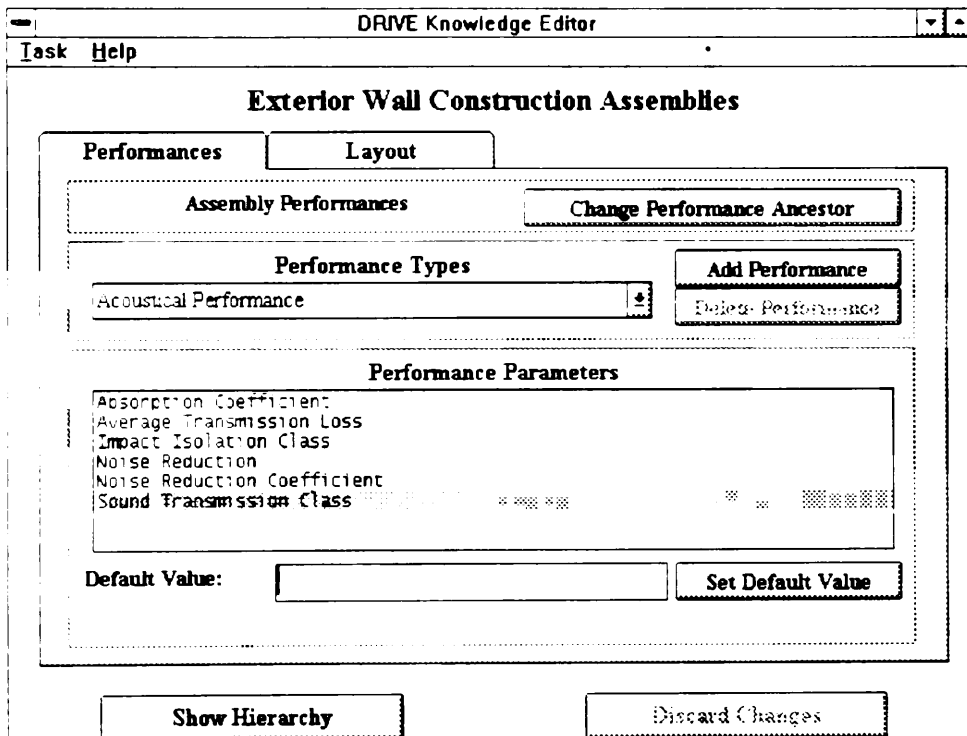 DRIVE Knowledge Editor
Task Help
Exterior Wall Construction Assemblies
Performances Layout
Assembly Performances Change Performance Ancestor
Performance Types Add Performance
Acoustical Performance Delete Performance
Performance Parameters
Absorption Coefficient
Average Transmission Loss
Impact Isolation Class
Noise Reduction
Noise Reduction Coefficient
Sound Transmission Class
Default Value: Set Default Value
Show Hierarchy Discard Changes